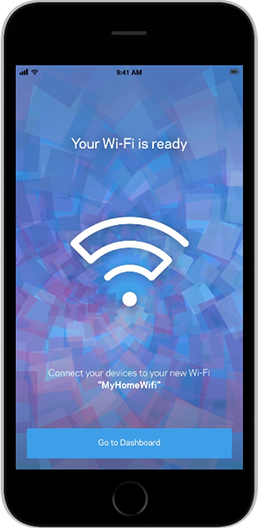 9:41 AM
Your Wi-Fi is ready
Connect your devices to your new Wi-Fi
"MyHomeWifi"
Go to Dashboard